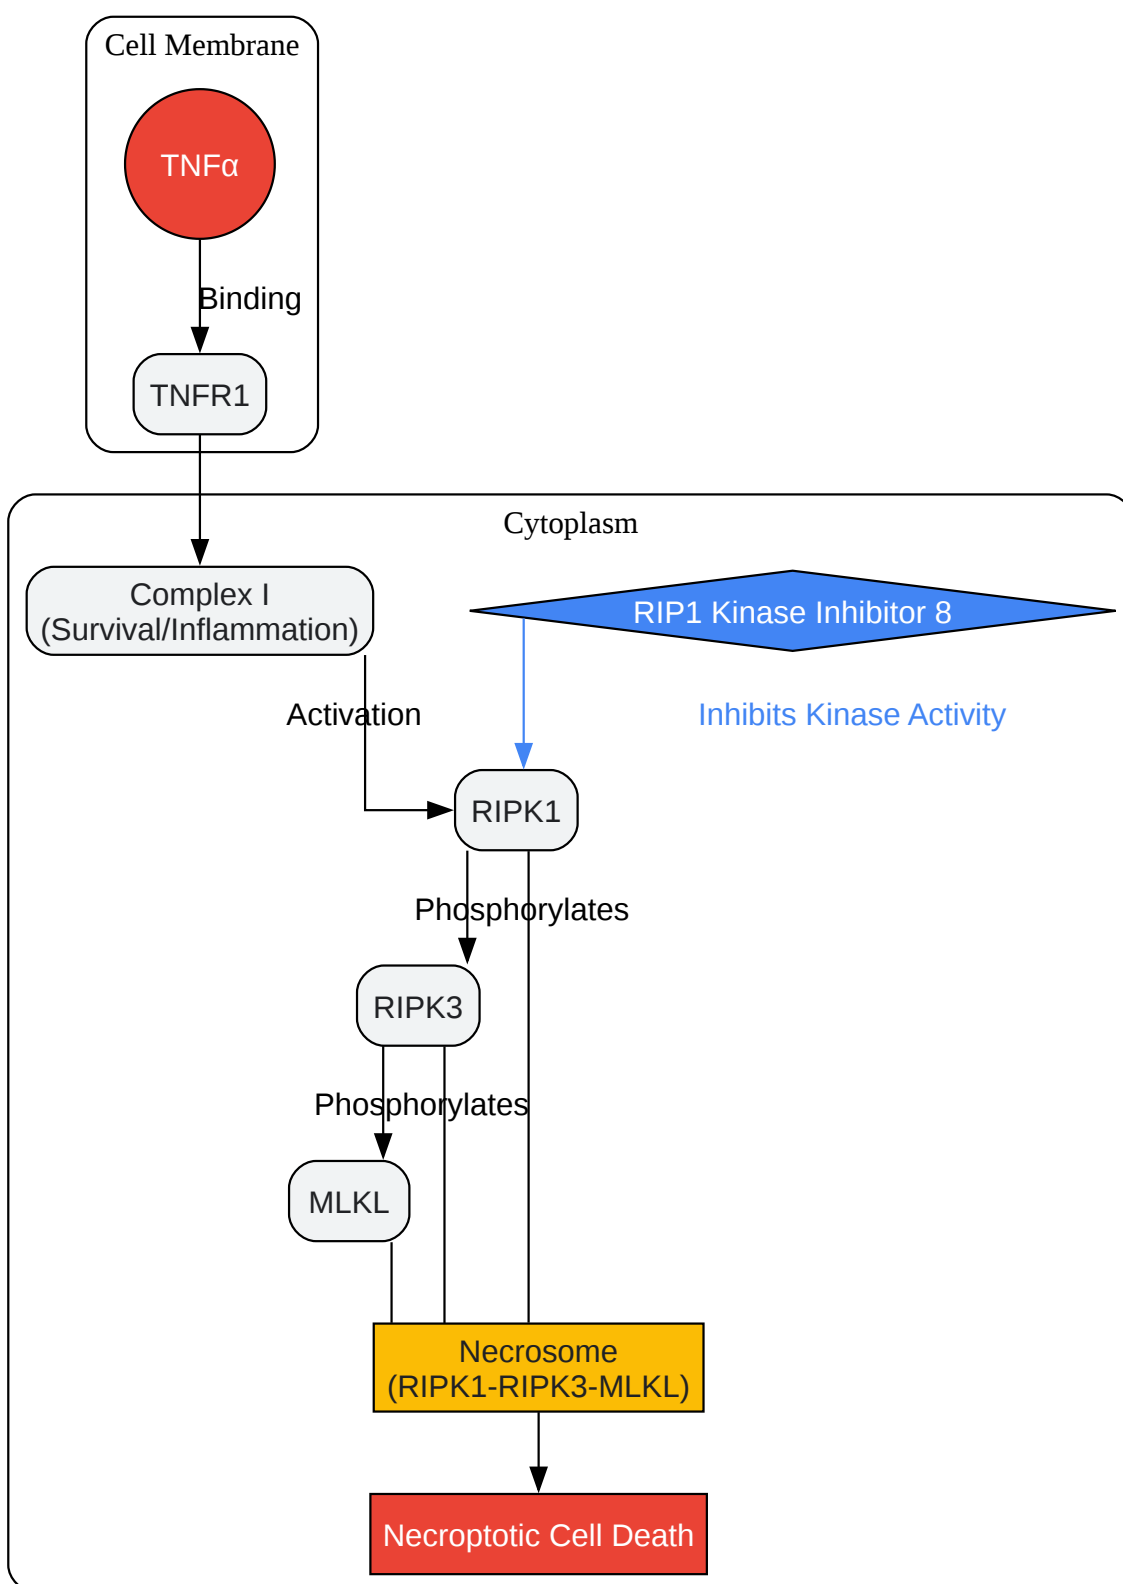 Cell Membrane
TNFα
Binding
TNFR1
Cytoplasm
Complex I
(Survival/Inflammation)
RIP1 Kinase Inhibitor 8
Activation
Inhibits Kinase Activity
RIPK1
Phosphorylates
RIPK3
Phosphorylates
MLKL
Necrosome
(RIPK1-RIPK3-MLKL)
Necroptotic Cell Death